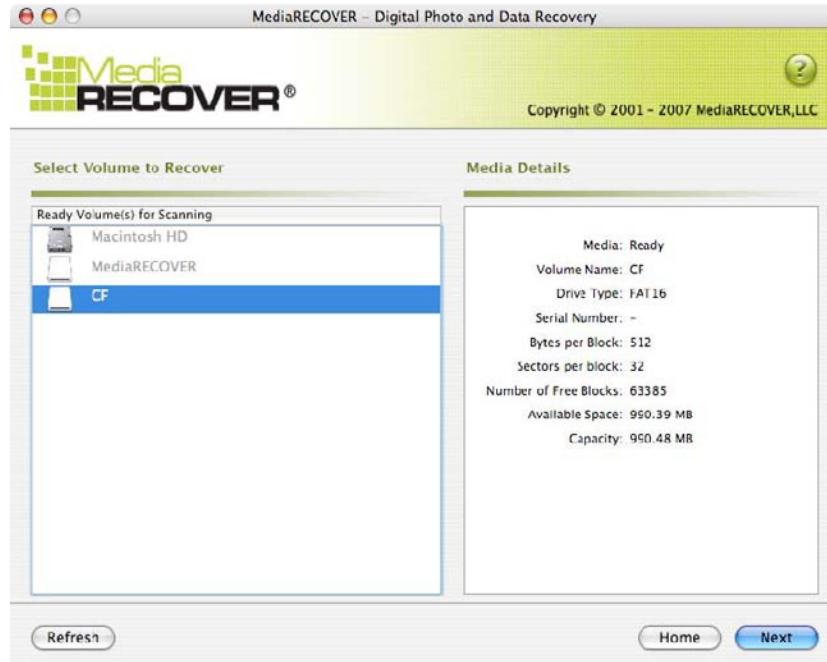 MediaRECOVER – Digital Photo and Data Recovery
Media
RECOVER®
?
Copyright © 2001 – 2007 MediaRECOVER,LLC
Select Volume to Recover
Ready Volume(s) for Scanning
Macintosh HD
MediaRECOVER
CF
Media Details
Media: Ready
Volume Name: CF
Drive Type: FAT16
Serial Number: –
Bytes per Block: 512
Sectors per block: 32
Number of Free Blocks: 63385
Available Space: 990.39 MB
Capacity: 990.48 MB
Refresh
Home
Next